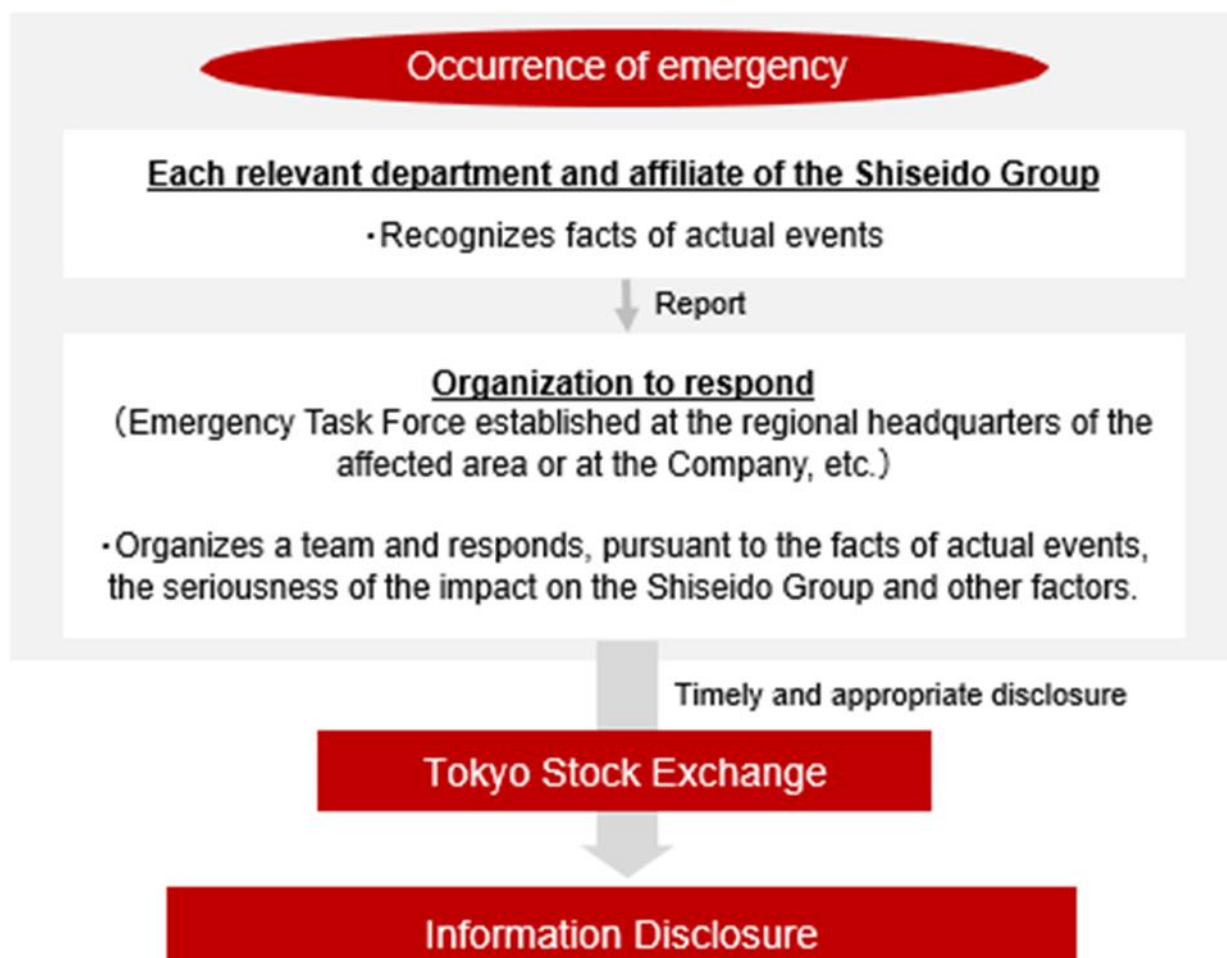 Occurrence of emergency
Each relevant department and affiliate of the Shiseido Group
・Recognizes facts of actual events
Report
Organization to respond
（Emergency Task Force established at the regional headquarters of the
affected area or at the Company, etc.）
・Organizes a team and responds, pursuant to the facts of actual events,
the seriousness of the impact on the Shiseido Group and other factors.
Timely and appropriate disclosure
Tokyo Stock Exchange
Information Disclosure